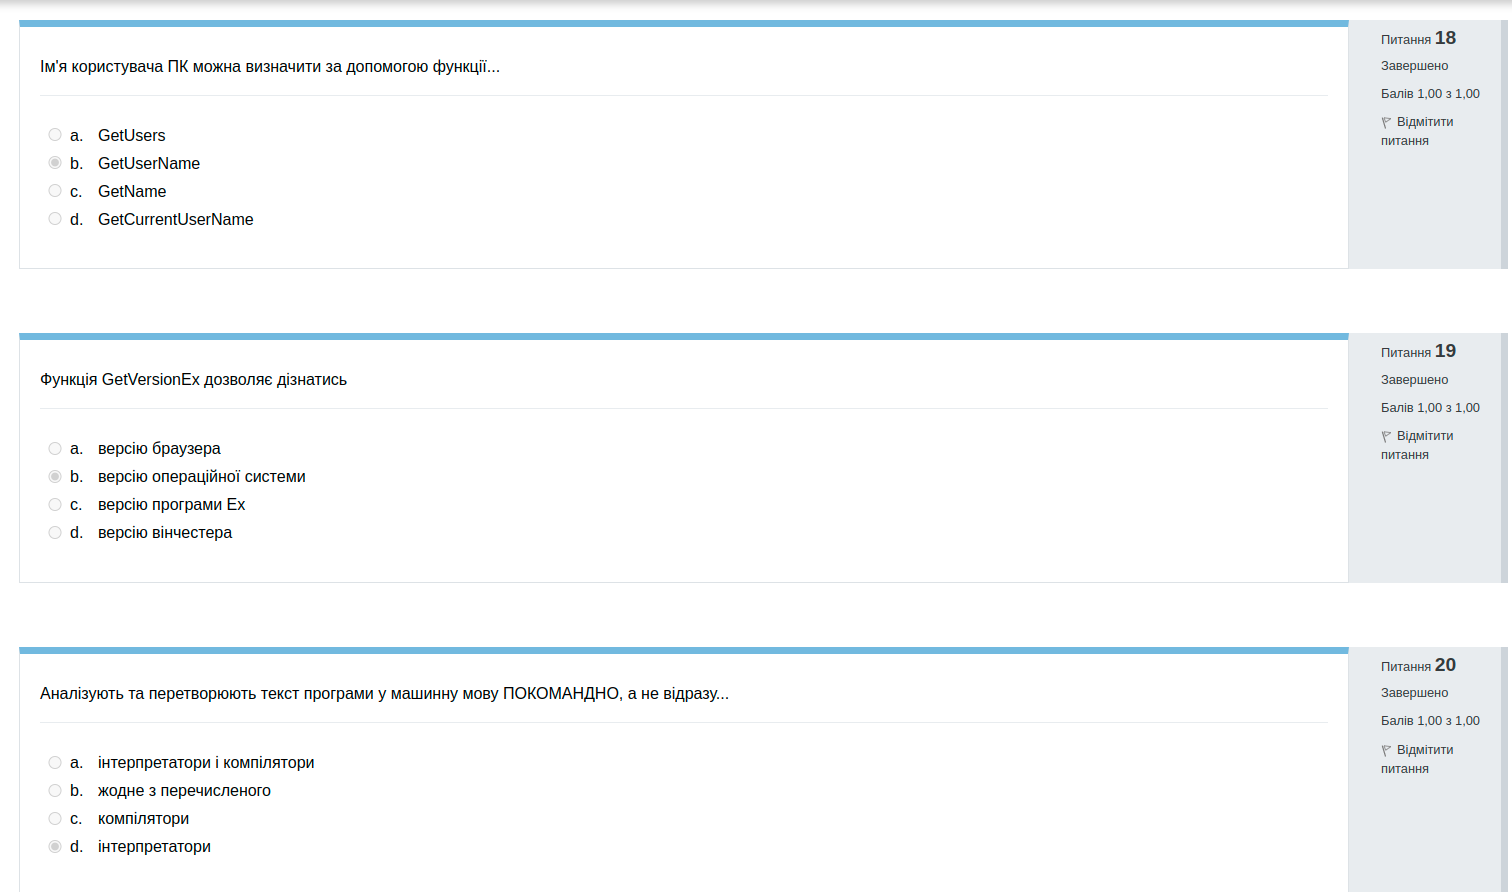 Ім'я користувача ПК можна визначити за допомогою функції...
a. GetUsers
b. GetUserName
c. GetName
d. GetCurrentUserName
Питання 18
Завершено
Балів 1,00 з 1,00
Відмітити
питання
Функція GetVersionEx дозволяє дізнатись
a. версію браузера
b. версію операційної системи
c. версію програми Ex
d. версію вінчестера
Питання 19
Завершено
Балів 1,00 з 1,00
Відмітити
питання
Аналізують та перетворюють текст програми у машинну мову ПОКОМАНДНО, а не відразу...
a. інтерпретатори і компілятори
b. жодне з перечисленого
c. компілятори
d. інтерпретатори
Питання 20
Завершено
Балів 1,00 з 1,00
Відмітити
питання